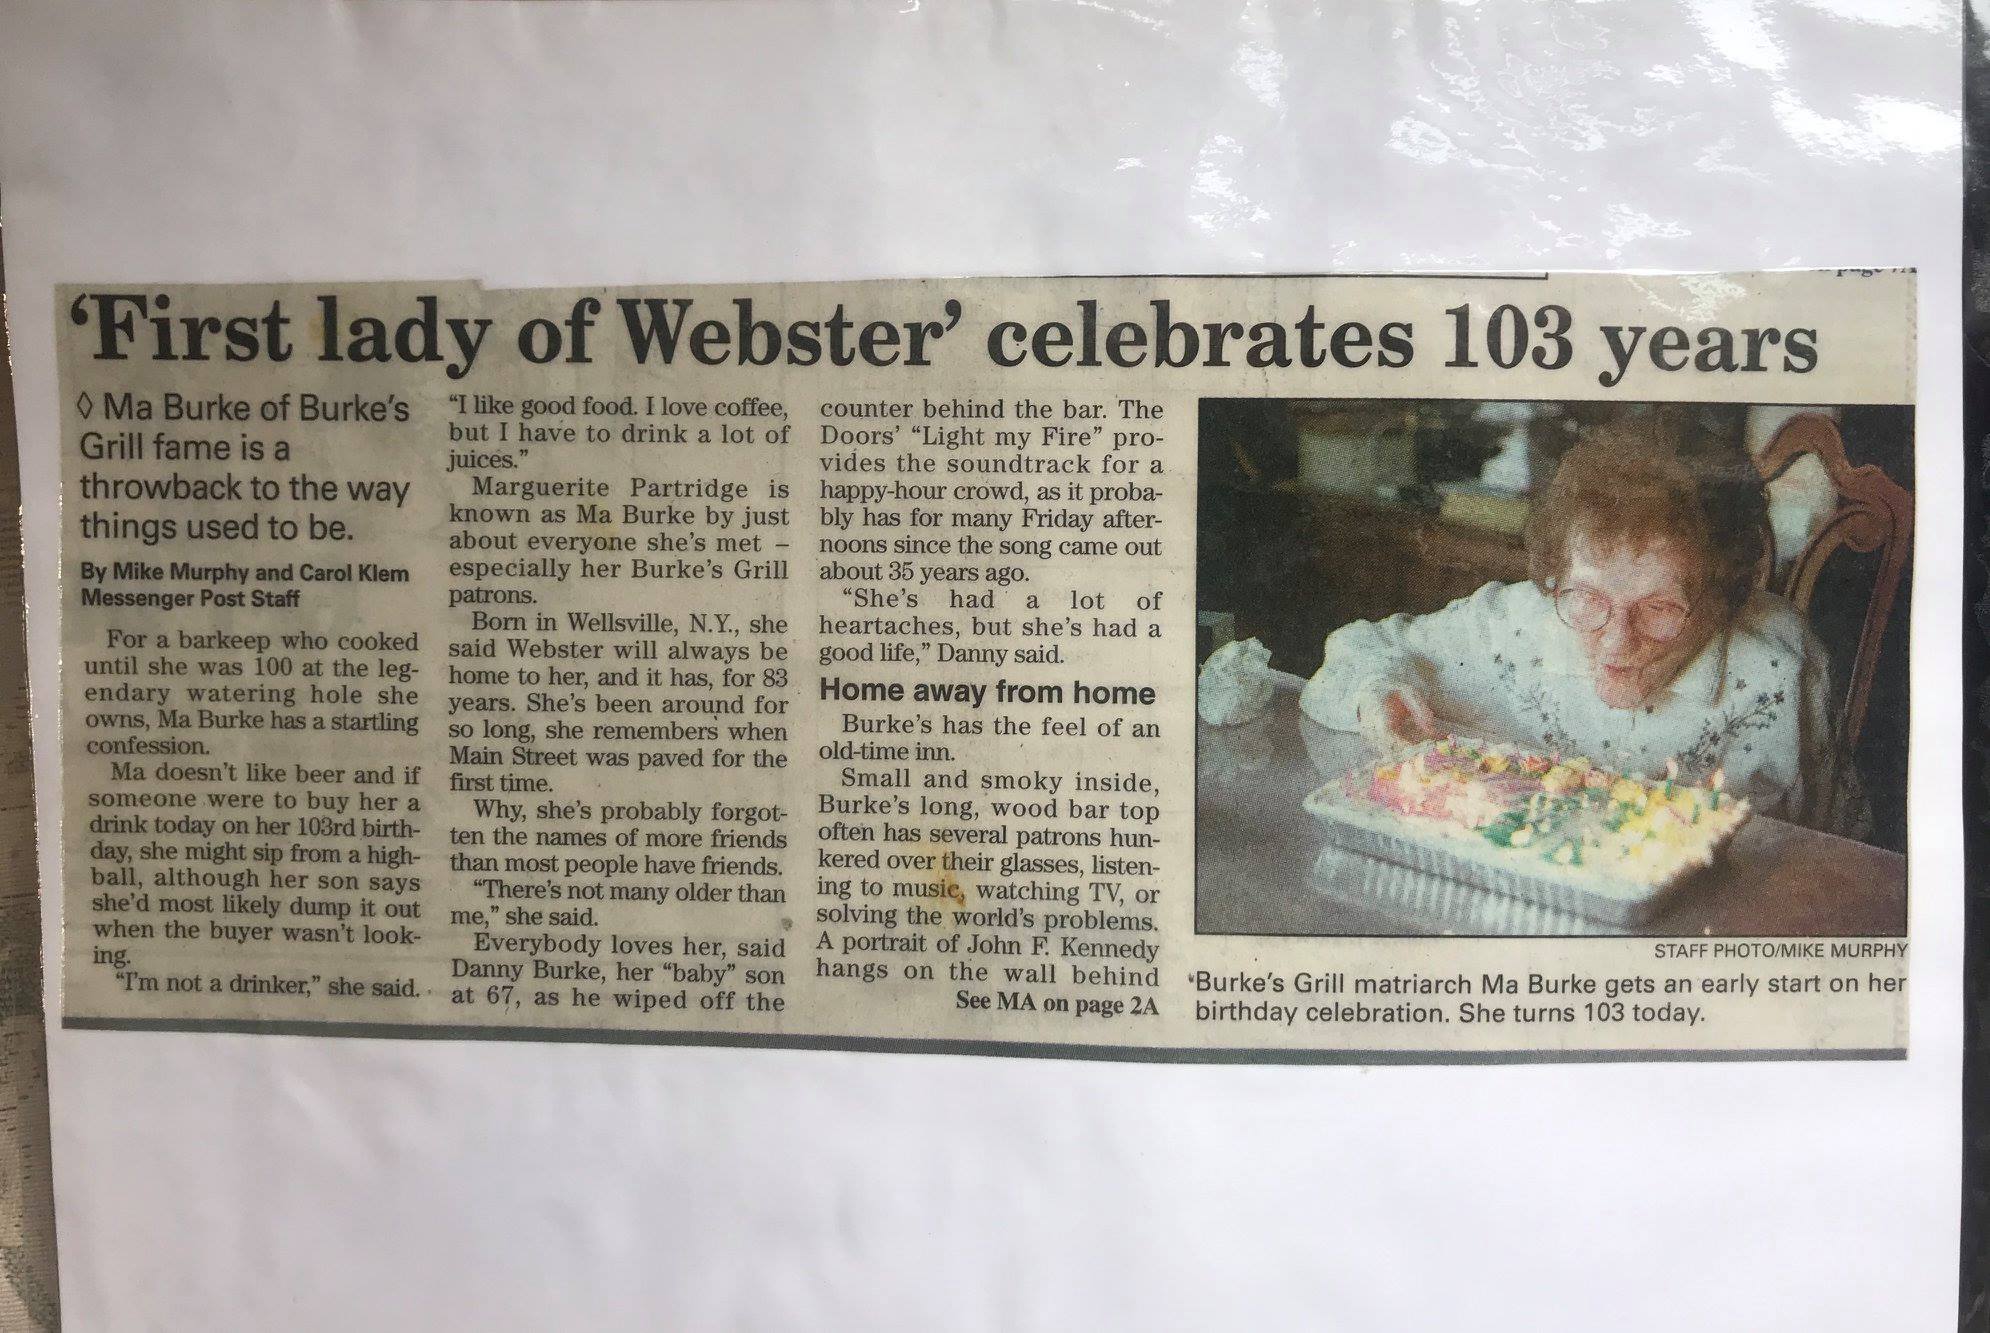 page 7A
‘First lady of Webster’ celebrates 103 years
◊ Ma Burke of Burke’s
Grill fame is a
throwback to the way
things used to be.
By Mike Murphy and Carol Klem
Messenger Post Staff
For a barkeep who cooked
until she was 100 at the leg-
endary watering hole she
owns, Ma Burke has a startling
confession.
Ma doesn’t like beer and if
someone were to buy her a
drink today on her 103rd birth-
day, she might sip from a high-
ball, although her son says
she’d most likely dump it out
when the buyer wasn’t look-
ing.
“I’m not a drinker,” she said.
“I like good food. I love coffee,
but I have to drink a lot of
juices.”
Marguerite Partridge is
known as Ma Burke by just
about everyone she’s met –
especially her Burke’s Grill
patrons.
Born in Wellsville, N.Y., she
said Webster will always be
home to her, and it has, for 83
years. She’s been around for
so long, she remembers when
Main Street was paved for the
first time.
Why, she’s probably forgot-
ten the names of more friends
than most people have friends.
“There’s not many older than
me,” she said.
Everybody loves her, said
Danny Burke, her “baby” son
at 67, as he wiped off the
counter behind the bar. The
Doors’ “Light my Fire” pro-
vides the soundtrack for a
happy-hour crowd, as it proba-
bly has for many Friday after-
noons since the song came out
about 35 years ago.
“She’s had a lot of
heartaches, but she’s had a
good life,” Danny said.
Home away from home
Burke’s has the feel of an
old-time inn.
Small and smoky inside,
Burke’s long, wood bar top
often has several patrons hun-
kered over their glasses, listen-
ing to music, watching TV, or
solving the world’s problems.
A portrait of John F. Kennedy
hangs on the wall behind
See MA on page 2A
STAFF PHOTO/MIKE MURPHY
Burke’s Grill matriarch Ma Burke gets an early start on her
birthday celebration. She turns 103 today.